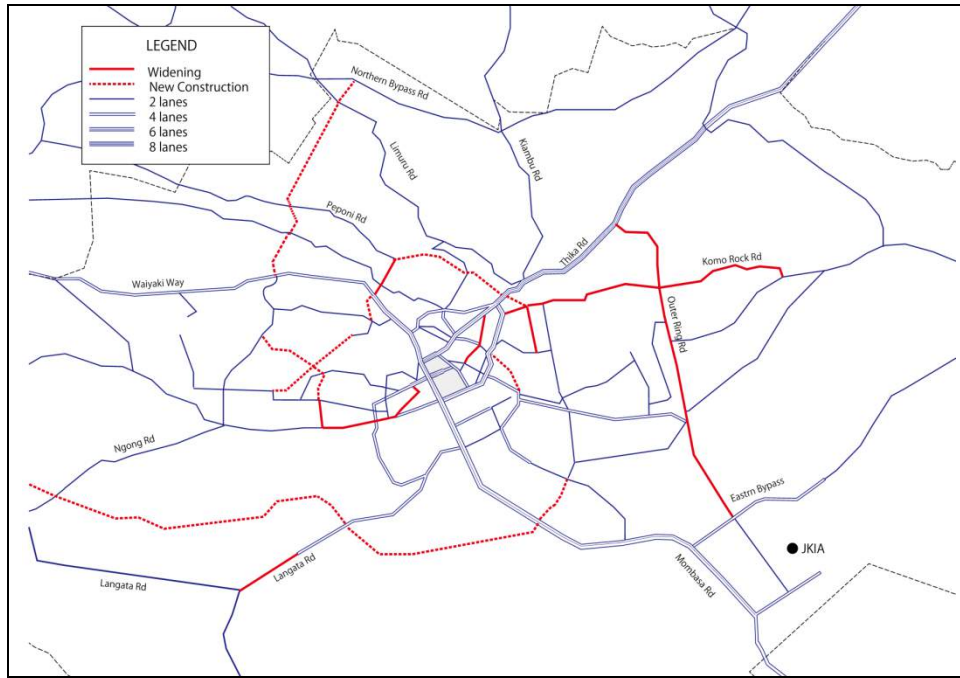 LEGEND
Widening
New Construction
2 lanes
4 lanes
6 lanes
8 lanes
Northern Bypass Rd
Limuru Rd
Kiambu Rd
Peponi Rd
Thika Rd
Komo Rock Rd
Waiyaki Way
Outer Ring Rd
Ngong Rd
Eastrn Bypass
JKIA
Langata Rd
Langata Rd
Mombasa Rd